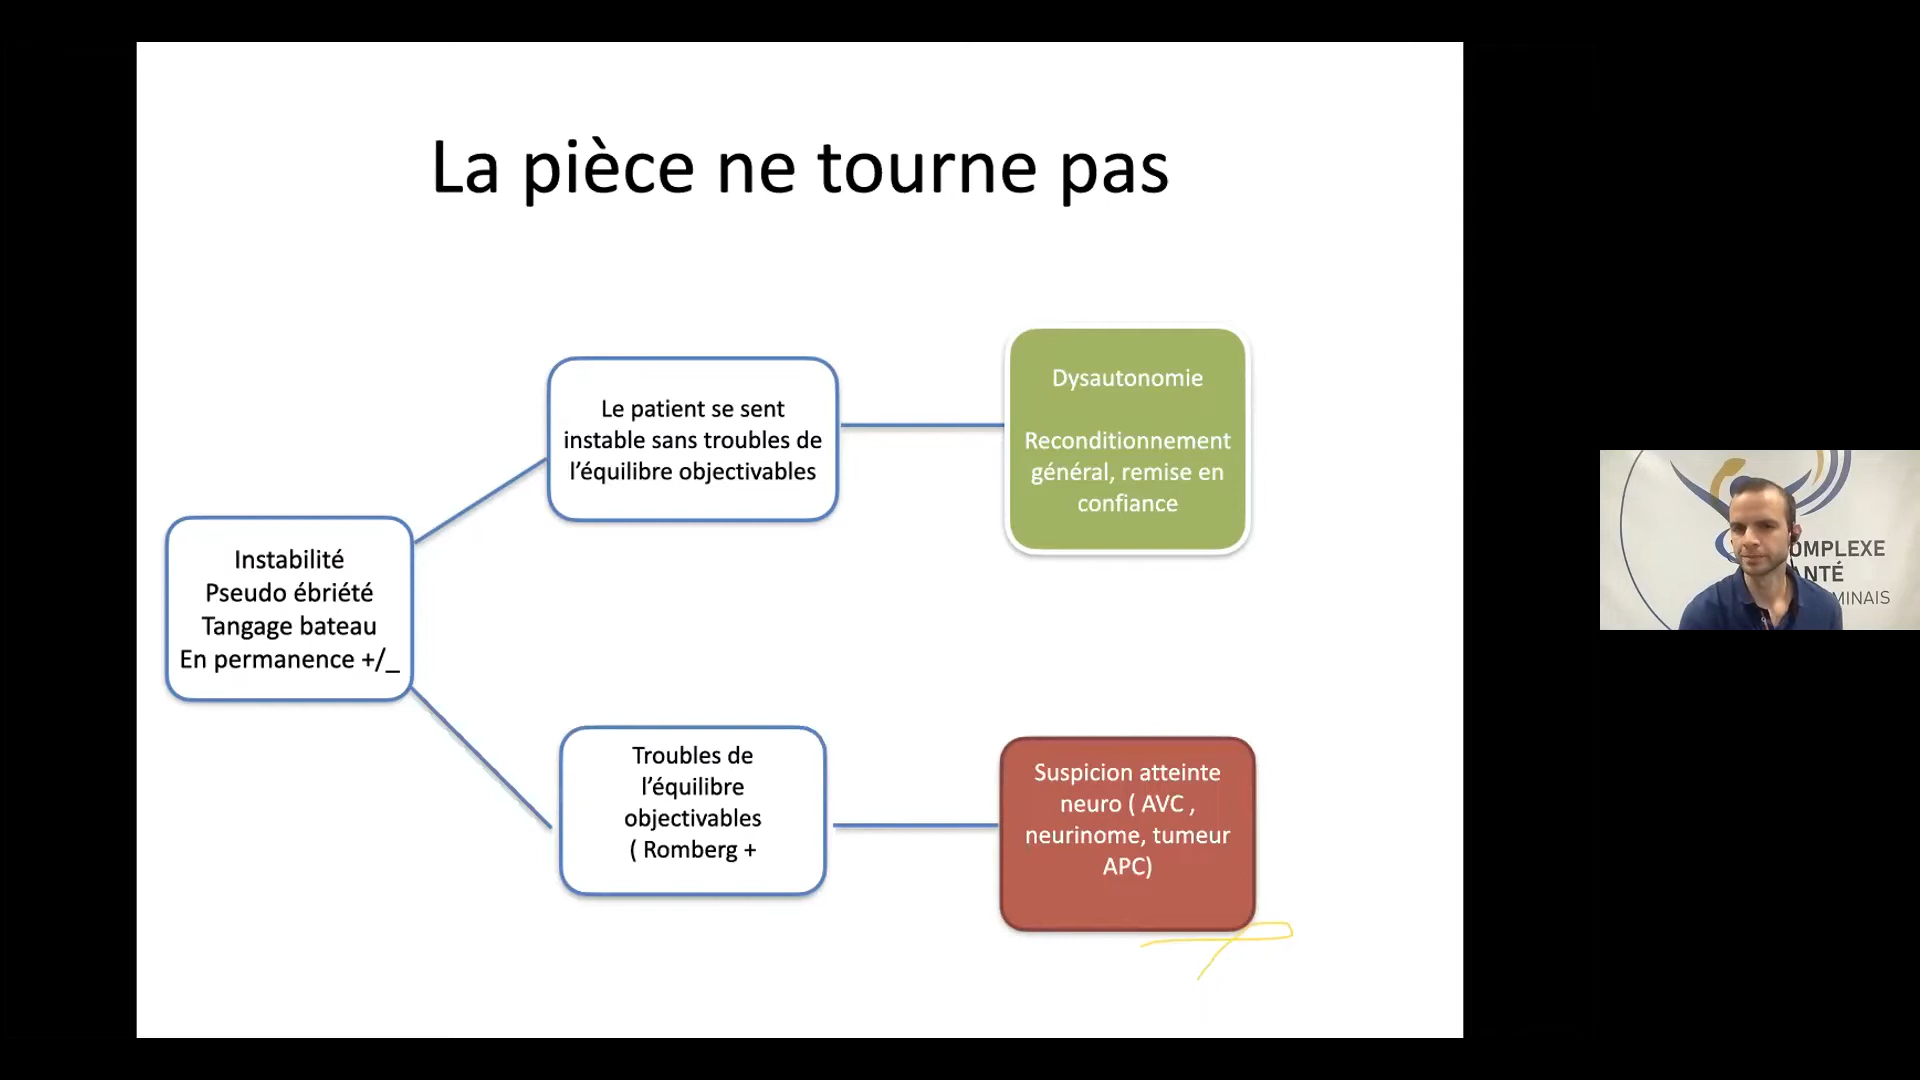 La pièce ne tourne pas
Instabilité
Pseudo ébriété
Tangage bateau
En permanence +/_
Le patient se sent
instable sans troubles de
l’équilibre objectivables
Dysautonomie
Reconditionnement
général, remise en
confiance
Troubles de
l’équilibre
objectivables
( Romberg +
Suspicion atteinte
neuro ( AVC ,
neurinome, tumeur
APC)
OMPLEXE
ANTÉ
MINAIS